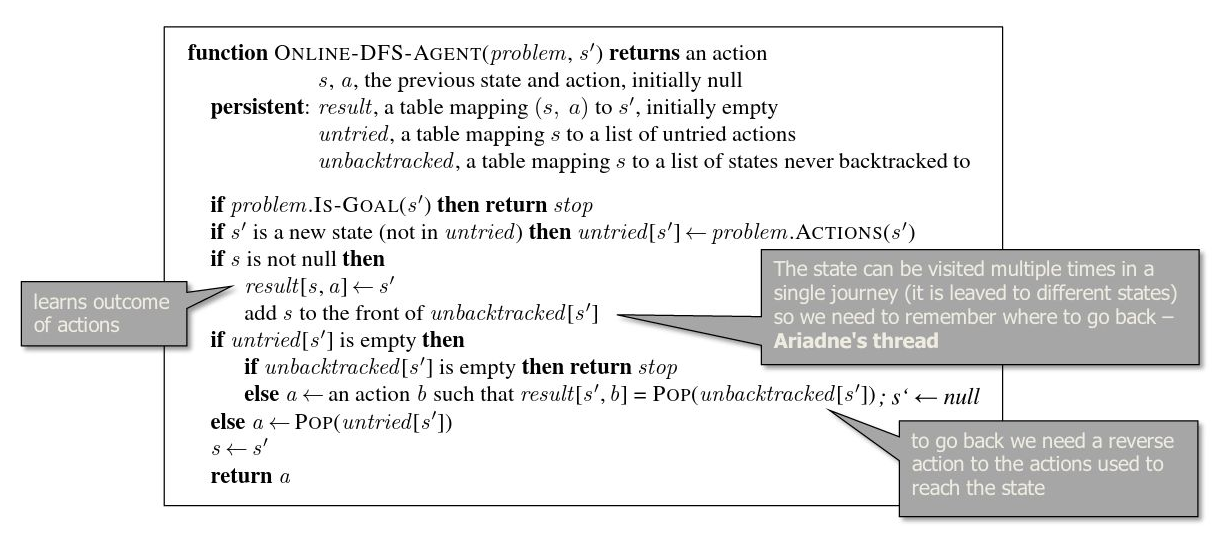 function ONLINE-DFS-AGENT(problem, s′) returns an action
s, a, the previous state and action, initially null
persistent: result, a table mapping (s, a) to s′, initially empty
untried, a table mapping s to a list of untried actions
unbacktracked, a table mapping s to a list of states never backtracked to
if problem.IS-GOAL(s′) then return stop
if s′ is a new state (not in untried) then untried[s′] ← problem.ACTIONS(s′)
if s is not null then
result[s, a] ← s′
add s to the front of unbacktracked[s′]
if untried[s′] is empty then
if unbacktracked[s′] is empty then return stop
else a ← an action b such that result[s′, b] = POP(unbacktracked[s′]); s‘ ← null
else a ← POP(untried[s′])
s ← s′
return a
learns outcome
of actions
The state can be visited multiple times in a
single journey (it is leaved to different states)
so we need to remember where to go back –
Ariadne's thread
to go back we need a reverse
action to the actions used to
reach the state